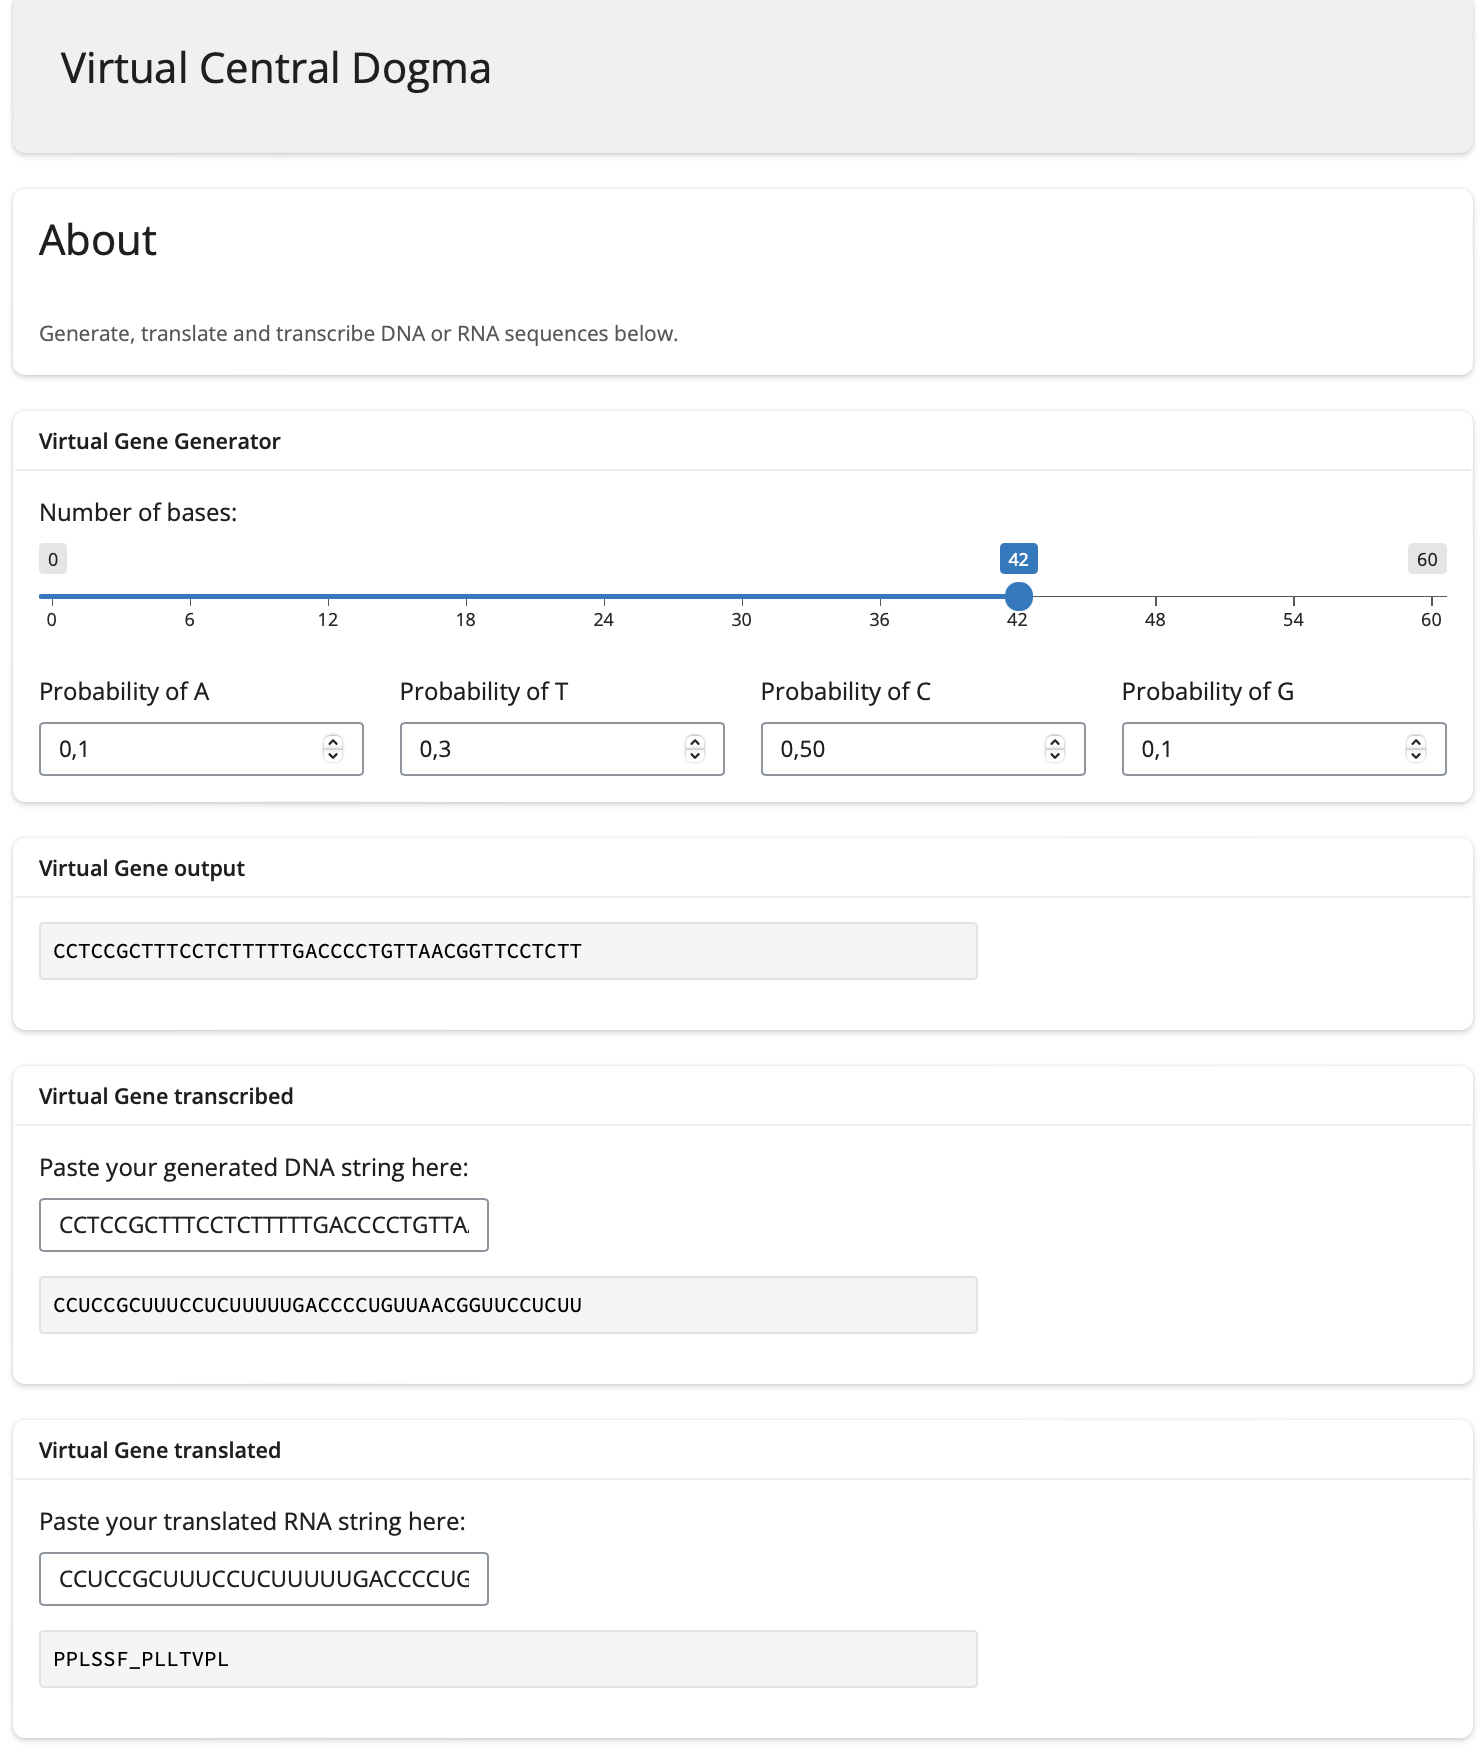 Virtual Central Dogma
About
Generate, translate and transcribe DNA or RNA sequences below.
Virtual Gene Generator
Number of bases:
0 42 60
0 6 12 18 24 30 36 42 48 54 60
Probability of A Probability of T Probability of C Probability of G
0,1 0,3 0,50 0,1
Virtual Gene output
CCTCCGCTTTCCTCTTTTTGACCCCTGTTAACGGTTCCTCTT
Virtual Gene transcribed
Paste your generated DNA string here:
CCTCCGCTTTCCTCTTTTTGACCCCTGTTA
CCUCCGCUUUCCUCUUUUUGACCCCUGUUAACGGUUCCUCUU
Virtual Gene translated
Paste your translated RNA string here:
CCUCCGCUUUCCUCUUUUUGACCCCUG
PPLSSF_PLLTVPL